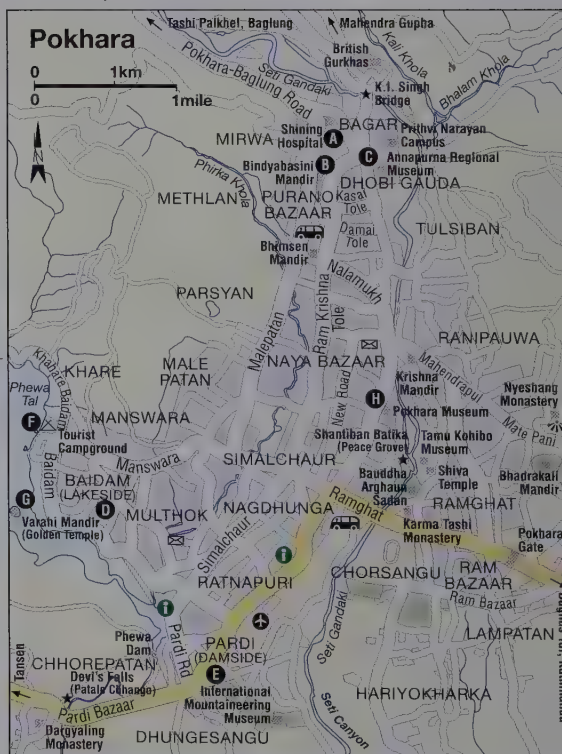 Tashi Palkhel, Baglung
Mahendra Gupha
Pokhara
British
Gurkhas
Kali Khola
Bhalam Khola
0 1km
0 1mile
Pokhara-Baglung Road
Seti Gandaki
K.I. Singh
Bridge
N
MIRWA
Shining
Hospital
A
BAGAR
Prithvi Narayan
Campus
Bindyabasini
Mandir
B
C
Annapurna Regional
Museum
Phirka Khola
METHLAN
PURANO
BAZAAR
DHOBI GAUDA
Kasai
Tole
Damai
Tole
TULSIBAN
Bhimsen
Mandir
Nalamukh
PARSYAN
Malepatan
Ram Krishna
Tole
RANIPAUWA
Khahare Baidam
KHARE
MALE
PATAN
NAYA BAZAAR
Mahendrapul
Phewa
Tal
Krishna
Mandir
Nyeshang
Monastery
F
MANSWARA
New Road
H
Pokhara Museum
Mate Pani
Tourist
Campground
Shantiban Batika
(Peace Grove)
Tamu Kohibo
Museum
Manswara
SIMALCHAUR
Baidam
BAIDAM
(LAKESIDE)
Bauddha
Arghaun
Sadan
Shiva
Temple
Bhadrakali
Mandir
G
D
MULTHOK
NAGDHUNGA
Ramghat
RAMGHAT
Varahi Mandir
(Golden Temple)
Simalchaur
Karma Tashi
Monastery
Pokhara
Gate
i
CHORSANGU
RAM
BAZAAR
RATNAPURI
Ram Bazaar
i
Seti Gandaki
LAMPATAN
Phewa
Dam
Pardi Rd
PARDI
(DAMSIDE)
Tansen
CHHOREPATAN
Devi's Falls
(Patale Chhango)
E
International
Mountaineering
Museum
HARIYOKHARKA
Pardi Bazaar
Seti Canyon
Dargyaling
Monastery
DHUNGESANGU